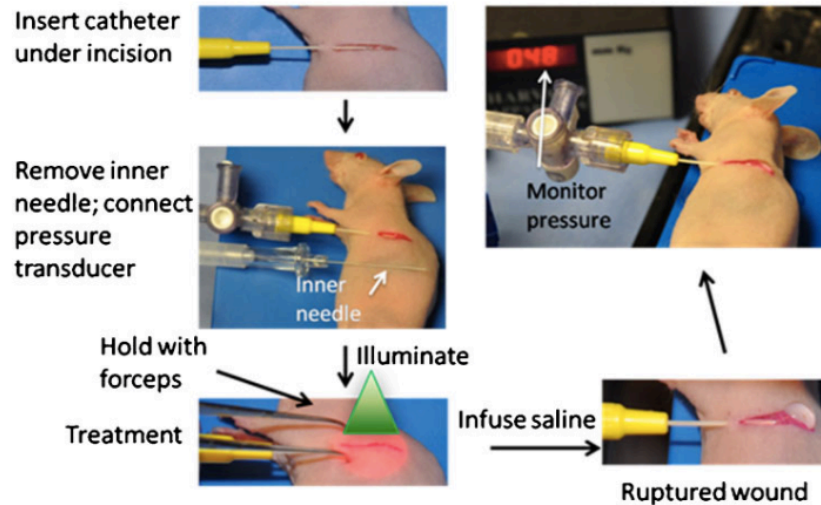 Insert catheter
under incision
Remove inner
needle; connect
pressure
transducer
Inner
needle
Hold with
forceps
Illuminate
Treatment
Infuse saline
Ruptured wound
048
Monitor
pressure